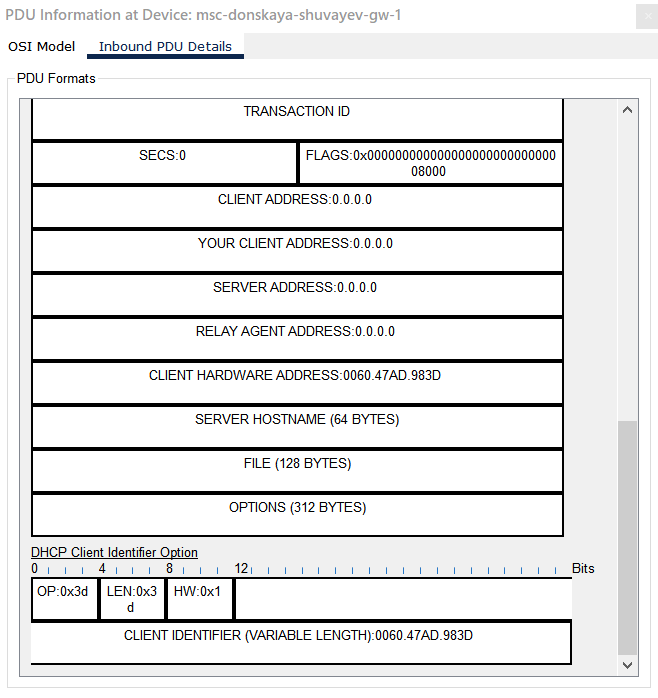 PDU Information at Device: msc-donskaya-shuvayev-gw-1
OSI Model
Inbound PDU Details
PDU Formats
TRANSACTION ID
SECS:0
FLAGS:0x000000000000000000000000000
08000
CLIENT ADDRESS:0.0.0.0
YOUR CLIENT ADDRESS:0.0.0.0
SERVER ADDRESS:0.0.0.0
RELAY AGENT ADDRESS:0.0.0.0
CLIENT HARDWARE ADDRESS:0060.47AD.983D
SERVER HOSTNAME (64 BYTES)
FILE (128 BYTES)
OPTIONS (312 BYTES)
DHCP Client Identifier Option
0 4 8 12 Bits
OP:0x3d
LEN:0x3
d
HW:0x1
CLIENT IDENTIFIER (VARIABLE LENGTH):0060.47AD.983D